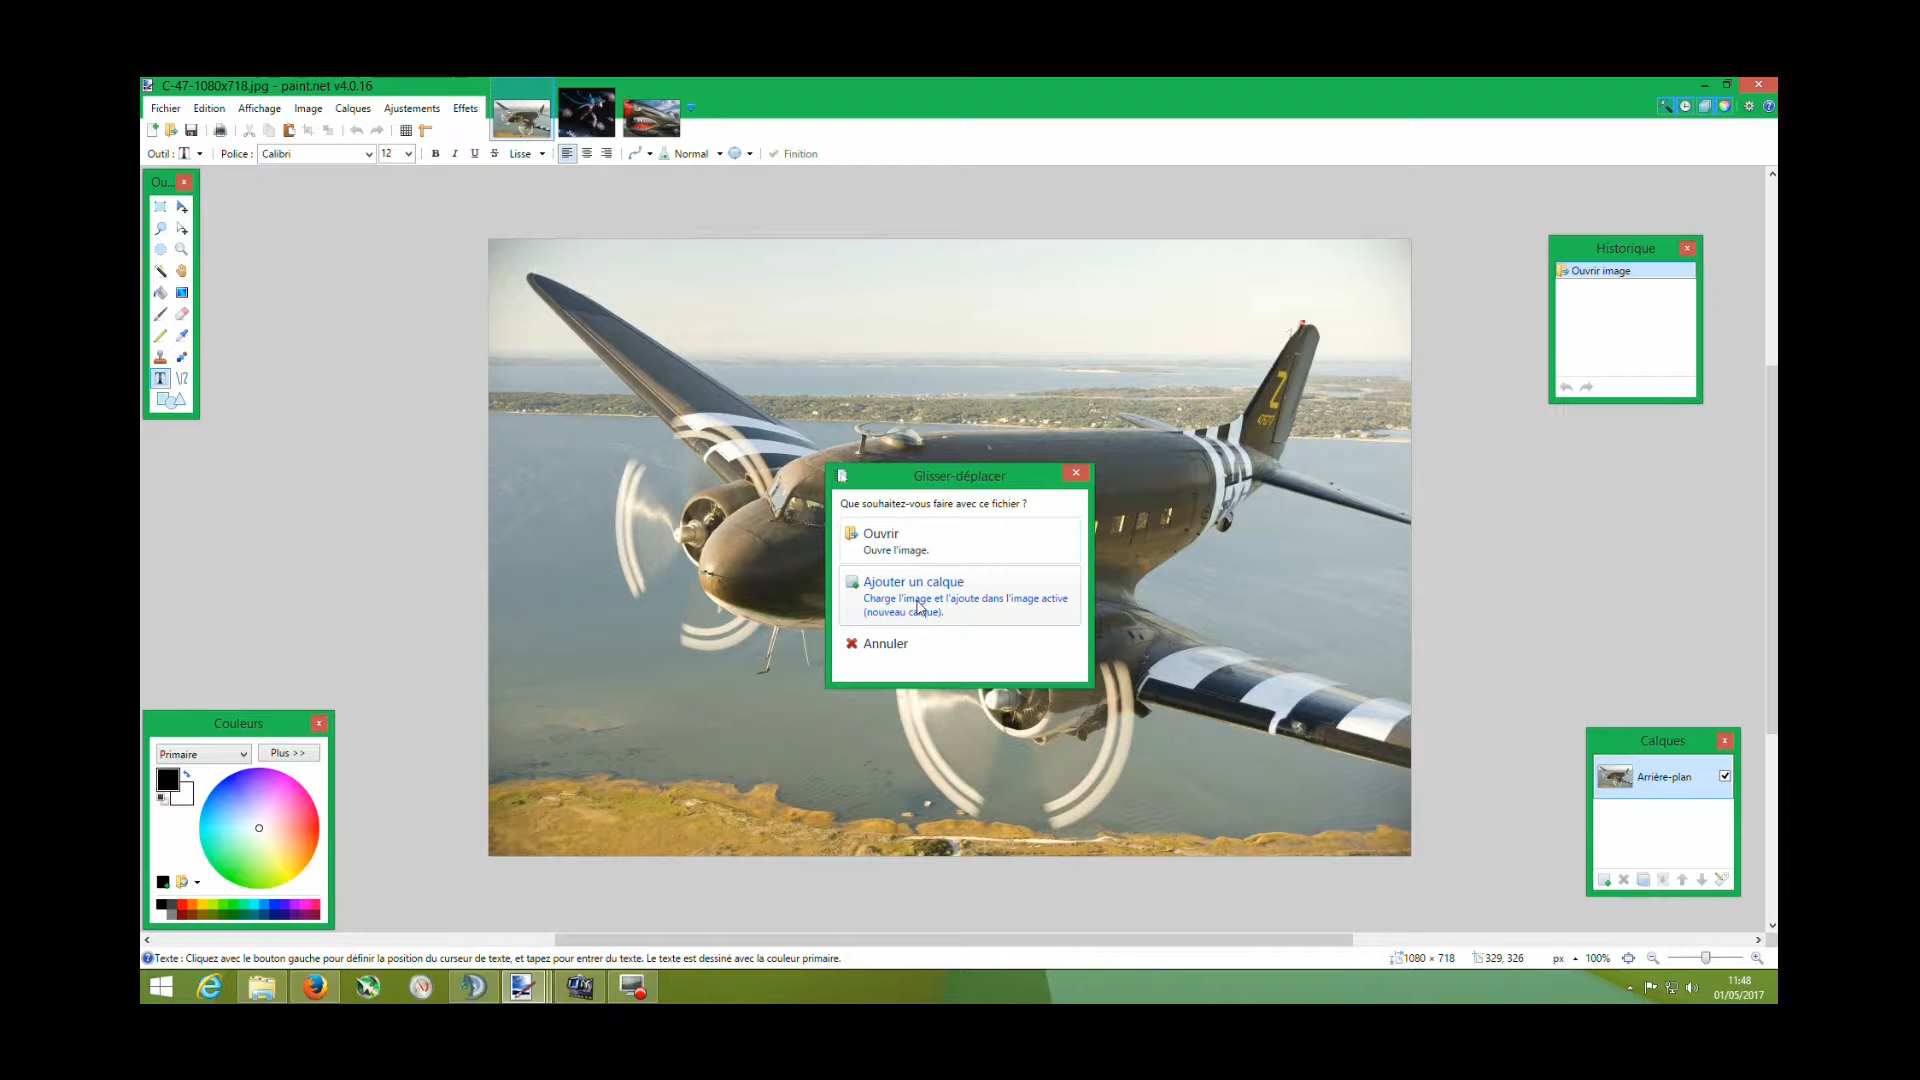 C-47-1080x718.jpg - paint.net v4.0.16
Fichier Edition Affichage Image Calques Ajustements Effets
Outil : T Police : Calibri 12 B I U S Lisse Normal Finition
Ou...
Historique
Ouvrir image
Z
Glisser-déplacer
Que souhaitez-vous faire avec ce fichier ?
Ouvrir
Ouvre l'image.
Ajouter un calque
Charge l'image et l'ajoute dans l'image active
(nouveau calque).
Annuler
Couleurs
Primaire Plus >>
Calques
Arrière-plan
Texte : Cliquez avec le bouton gauche pour définir la position du curseur de texte, et tapez pour entrer du texte. Le texte est dessiné avec la couleur primaire.
1080 × 718 329, 326 px 100%
11:48
01/05/2017